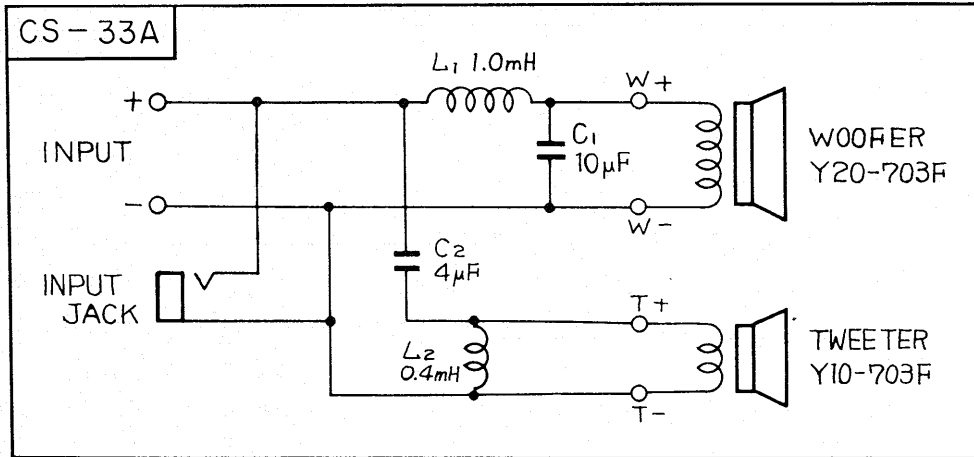 CS-33A
L1 1.0mH
W+
+
INPUT
C1
10μF
WOOFER
Y20-703F
-
W-
C2
4μF
INPUT
JACK
T+
L2
0.4mH
TWEETER
Y10-703F
T-